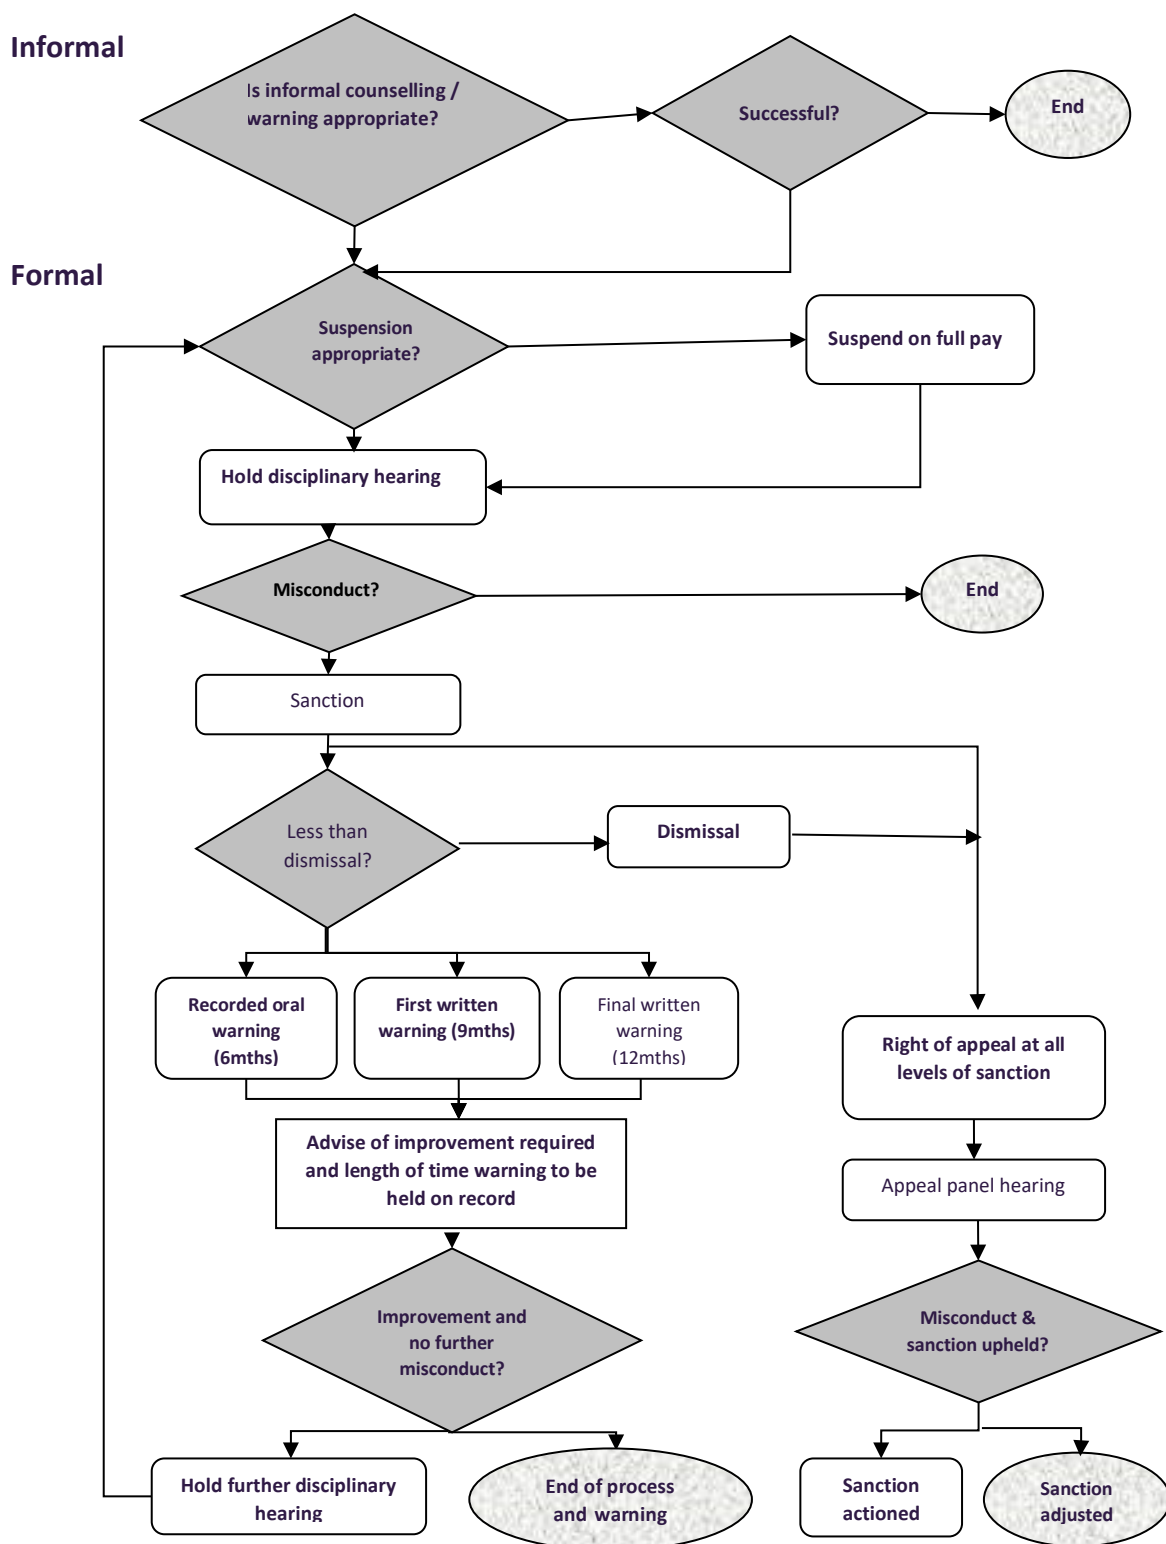 Informal
Is informal counselling /
warning appropriate?
Successful?
End
Formal
Suspension
appropriate?
Suspend on full pay
Hold disciplinary hearing
Misconduct?
End
Sanction
Less than
dismissal?
Dismissal
Recorded oral
warning
(6mths)
First written
warning (9mths)
Final written
warning
(12mths)
Right of appeal at all
levels of sanction
Advise of improvement required
and length of time warning to be
held on record
Appeal panel hearing
Improvement and
no further
misconduct?
Misconduct &
sanction upheld?
Hold further disciplinary
hearing
End of process
and warning
Sanction
actioned
Sanction
adjusted